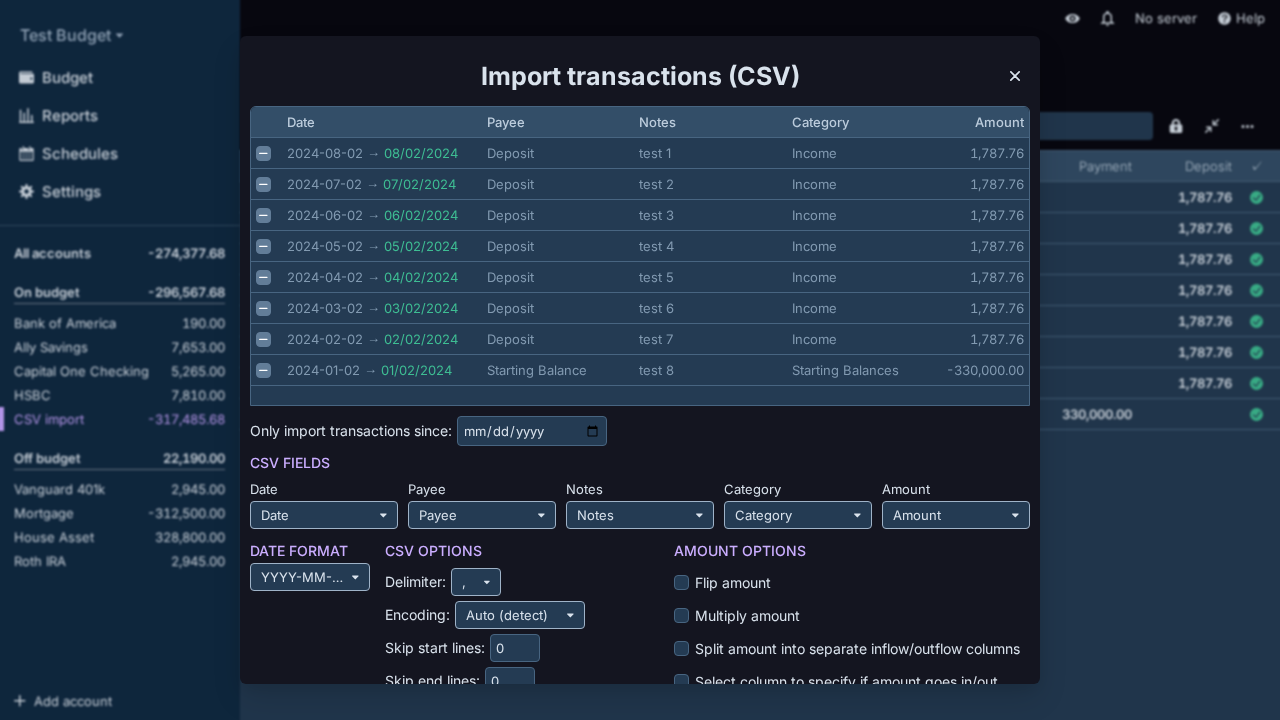 Test Budget
Budget
Reports
Schedules
Settings
All accounts -274,377.68
On budget -296,567.68
Bank of America 190.00
Ally Savings 7,653.00
Capital One Checking 5,265.00
HSBC 7,810.00
CSV import -317,485.68
Off budget 22,190.00
Vanguard 401k 2,945.00
Mortgage -312,500.00
House Asset 328,800.00
Roth IRA 2,945.00
Add account
No server Help
Payment Deposit
1,787.76
1,787.76
1,787.76
1,787.76
1,787.76
1,787.76
1,787.76
330,000.00
Import transactions (CSV)
Date Payee Notes Category Amount
2024-08-02 → 08/02/2024 Deposit test 1 Income 1,787.76
2024-07-02 → 07/02/2024 Deposit test 2 Income 1,787.76
2024-06-02 → 06/02/2024 Deposit test 3 Income 1,787.76
2024-05-02 → 05/02/2024 Deposit test 4 Income 1,787.76
2024-04-02 → 04/02/2024 Deposit test 5 Income 1,787.76
2024-03-02 → 03/02/2024 Deposit test 6 Income 1,787.76
2024-02-02 → 02/02/2024 Deposit test 7 Income 1,787.76
2024-01-02 → 01/02/2024 Starting Balance test 8 Starting Balances -330,000.00
Only import transactions since: mm/dd/yyyy
CSV FIELDS
Date Payee Notes Category Amount
Date Payee Notes Category Amount
DATE FORMAT CSV OPTIONS AMOUNT OPTIONS
YYYY-MM-... Delimiter: , Flip amount
Encoding: Auto (detect) Multiply amount
Skip start lines: 0 Split amount into separate inflow/outflow columns
Skip end lines: 0 Select column to specify if amount goes in/out